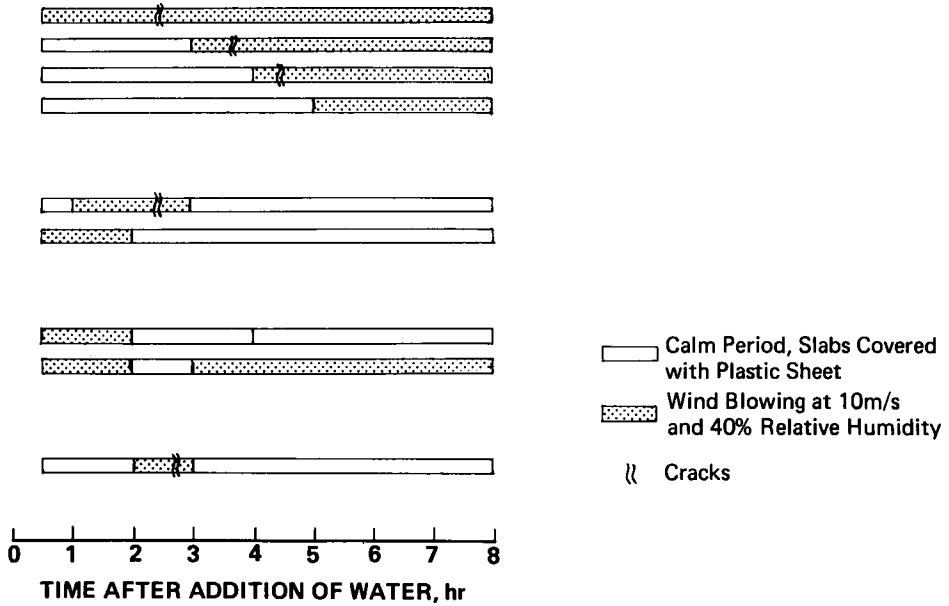 Calm Period, Slabs Covered
with Plastic Sheet
Wind Blowing at 10m/s
and 40% Relative Humidity
Cracks
0 1 2 3 4 5 6 7 8
TIME AFTER ADDITION OF WATER, hr